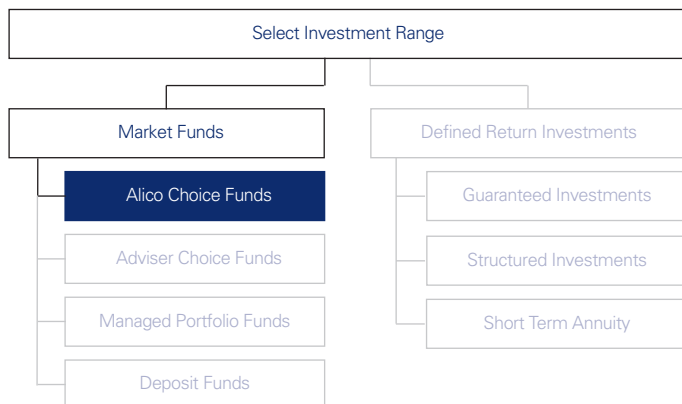 Select Investment Range
Market Funds
Alico Choice Funds
Adviser Choice Funds
Managed Portfolio Funds
Deposit Funds
Defined Return Investments
Guaranteed Investments
Structured Investments
Short Term Annuity